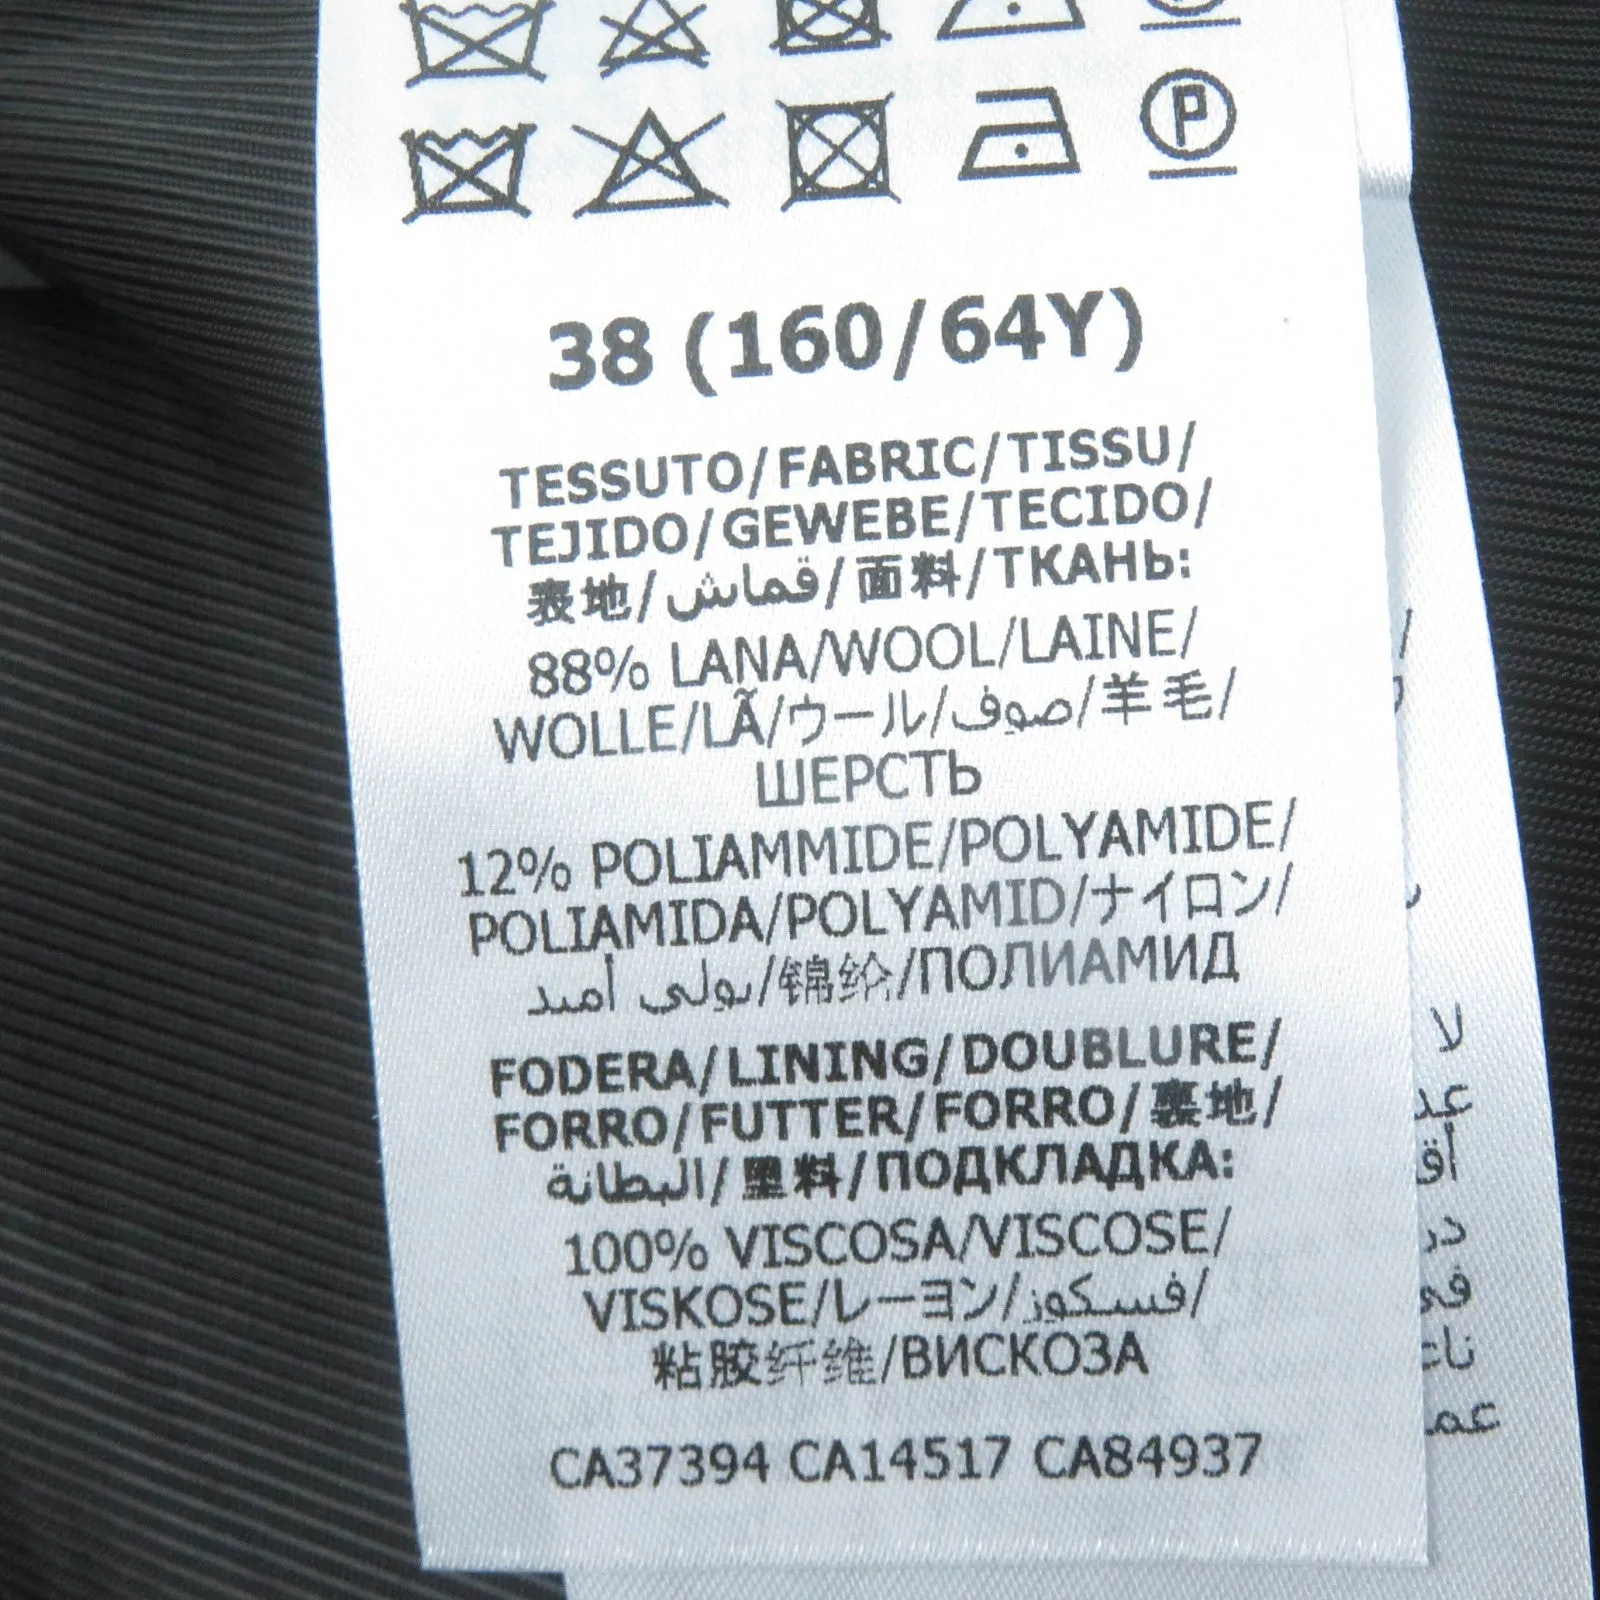 P
38 (160/64Y)
TESSUTO/FABRIC/TISSU/
TEJIDO/GEWEBE/TECIDO/
表地/قماش/面料/ТКАНЬ:
88% LANA/WOOL/LAINE/
WOLLE/LÃ/ウール/صوف/羊毛/
ШЕРСТЬ
12% POLIAMMIDE/POLYAMIDE/
POLIAMIDA/POLYAMID/ナイロン/
بولي أميد/锦纶/ПОЛИАМИД
FODERA/LINING/DOUBLURE/
FORRO/FUTTER/FORRO/裏地/
البطانة/里料/ПОДКЛАДКА:
100% VISCOSA/VISCOSE/
VISKOSE/レーヨン/فسكوز/
粘胶纤维/ВИСКОЗА
CA37394 CA14517 CA84937
لا